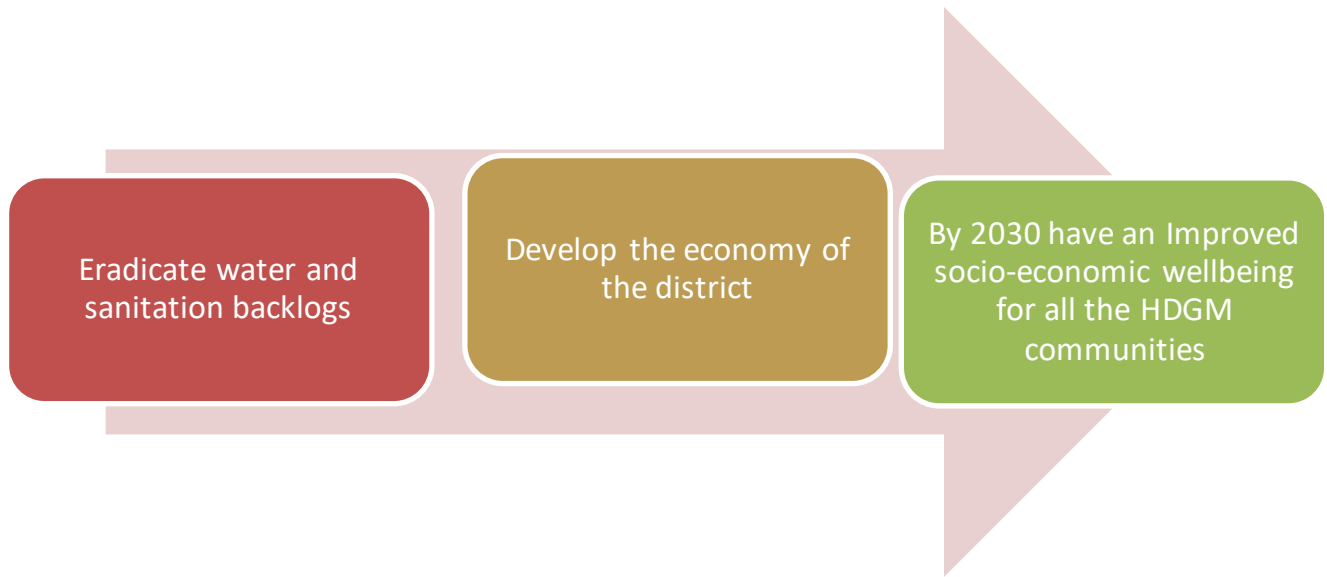 Eradicate water and
sanitation backlogs
Develop the economy of
the district
By 2030 have an Improved
socio-economic wellbeing
for all the HDGM
communities